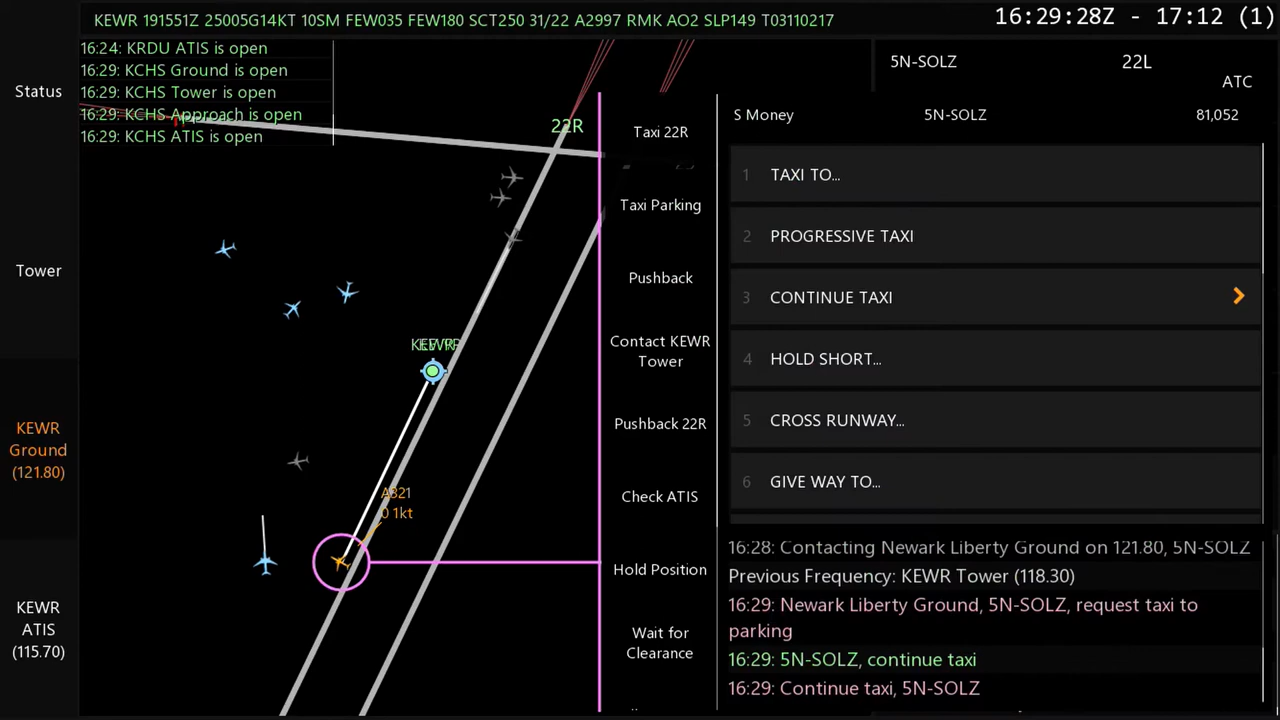 KEWR 191551Z 25005G14KT 10SM FEW035 FEW180 SCT250 31/22 A2997 RMK AO2 SLP149 T03110217
16:29:28Z - 17:12 (1)
16:24: KRDU ATIS is open
16:29: KCHS Ground is open
16:29: KCHS Tower is open
16:29: KCHS Approach is open
16:29: KCHS ATIS is open
Status
Tower
KEWR
Ground
(121.80)
KEWR
ATIS
(115.70)
22R
KEWR
A321
0 1kt
Taxi 22R
Taxi Parking
Pushback
Contact KEWR
Tower
Pushback 22R
Check ATIS
Hold Position
Wait for
Clearance
5N-SOLZ 22L
ATC
S Money 5N-SOLZ 81,052
1 TAXI TO...
2 PROGRESSIVE TAXI
3 CONTINUE TAXI
4 HOLD SHORT...
5 CROSS RUNWAY...
6 GIVE WAY TO...
16:28: Contacting Newark Liberty Ground on 121.80, 5N-SOLZ
Previous Frequency: KEWR Tower (118.30)
16:29: Newark Liberty Ground, 5N-SOLZ, request taxi to
parking
16:29: 5N-SOLZ, continue taxi
16:29: Continue taxi, 5N-SOLZ